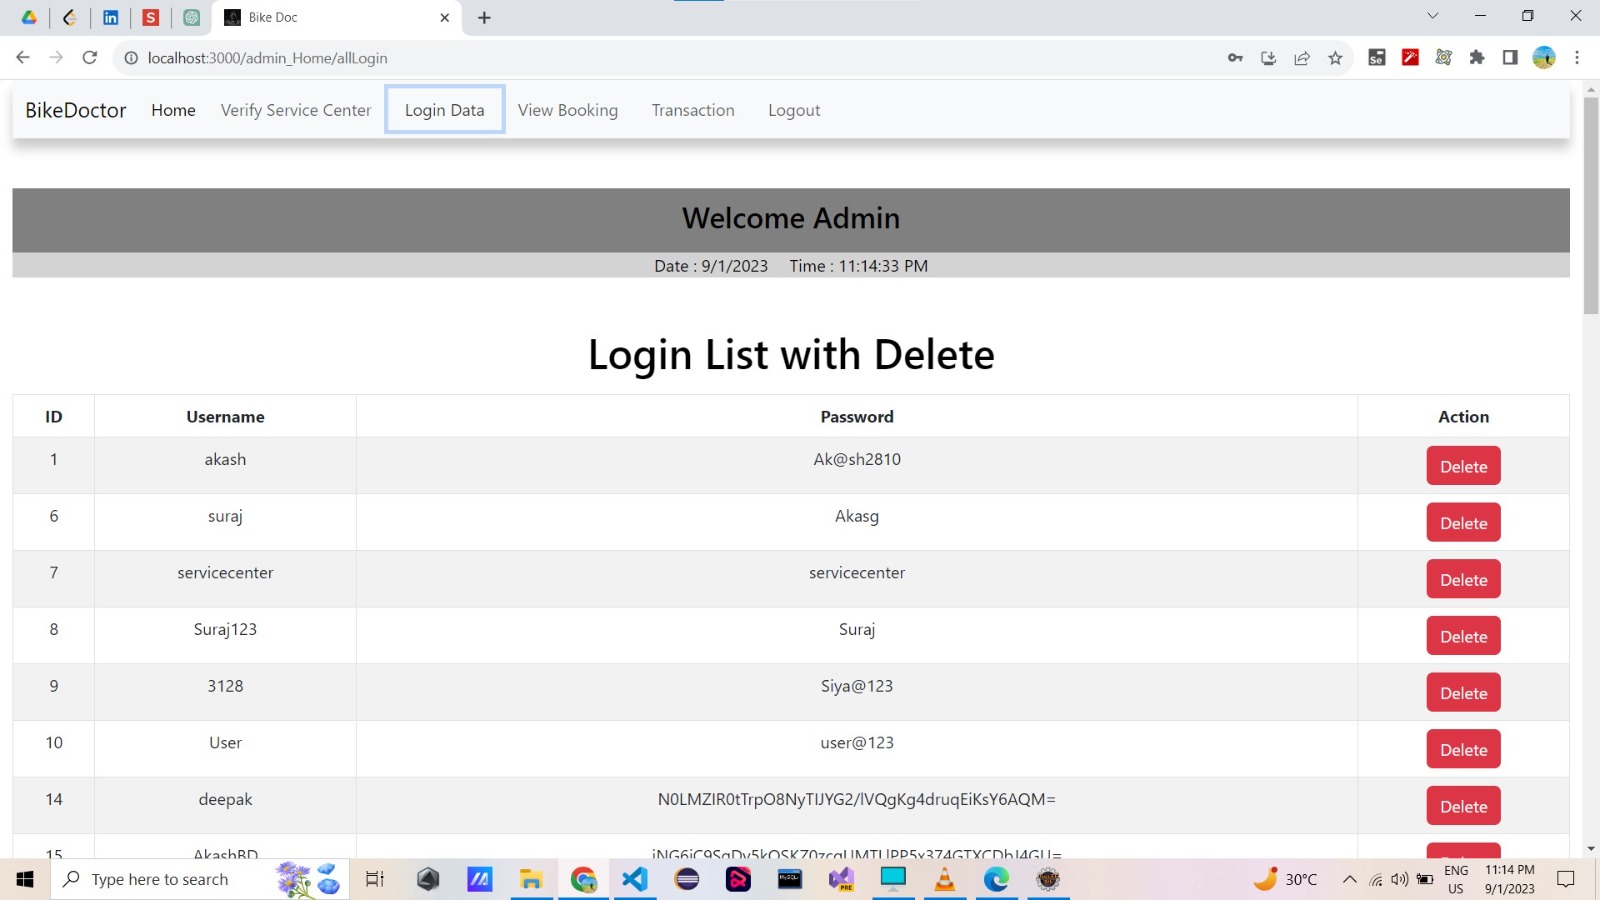 Bike Doc
localhost:3000/admin_Home/allLogin
BikeDoctor Home Verify Service Center Login Data View Booking Transaction Logout
Welcome Admin
Date : 9/1/2023 Time : 11:14:33 PM
Login List with Delete
ID Username Password Action
1 akash Ak@sh2810 Delete
6 suraj Akasg Delete
7 servicecenter servicecenter Delete
8 Suraj123 Suraj Delete
9 3128 Siya@123 Delete
10 User user@123 Delete
14 deepak Delete
15 AkashBD
Type here to search
30°C
ENG
US
11:14 PM
9/1/2023